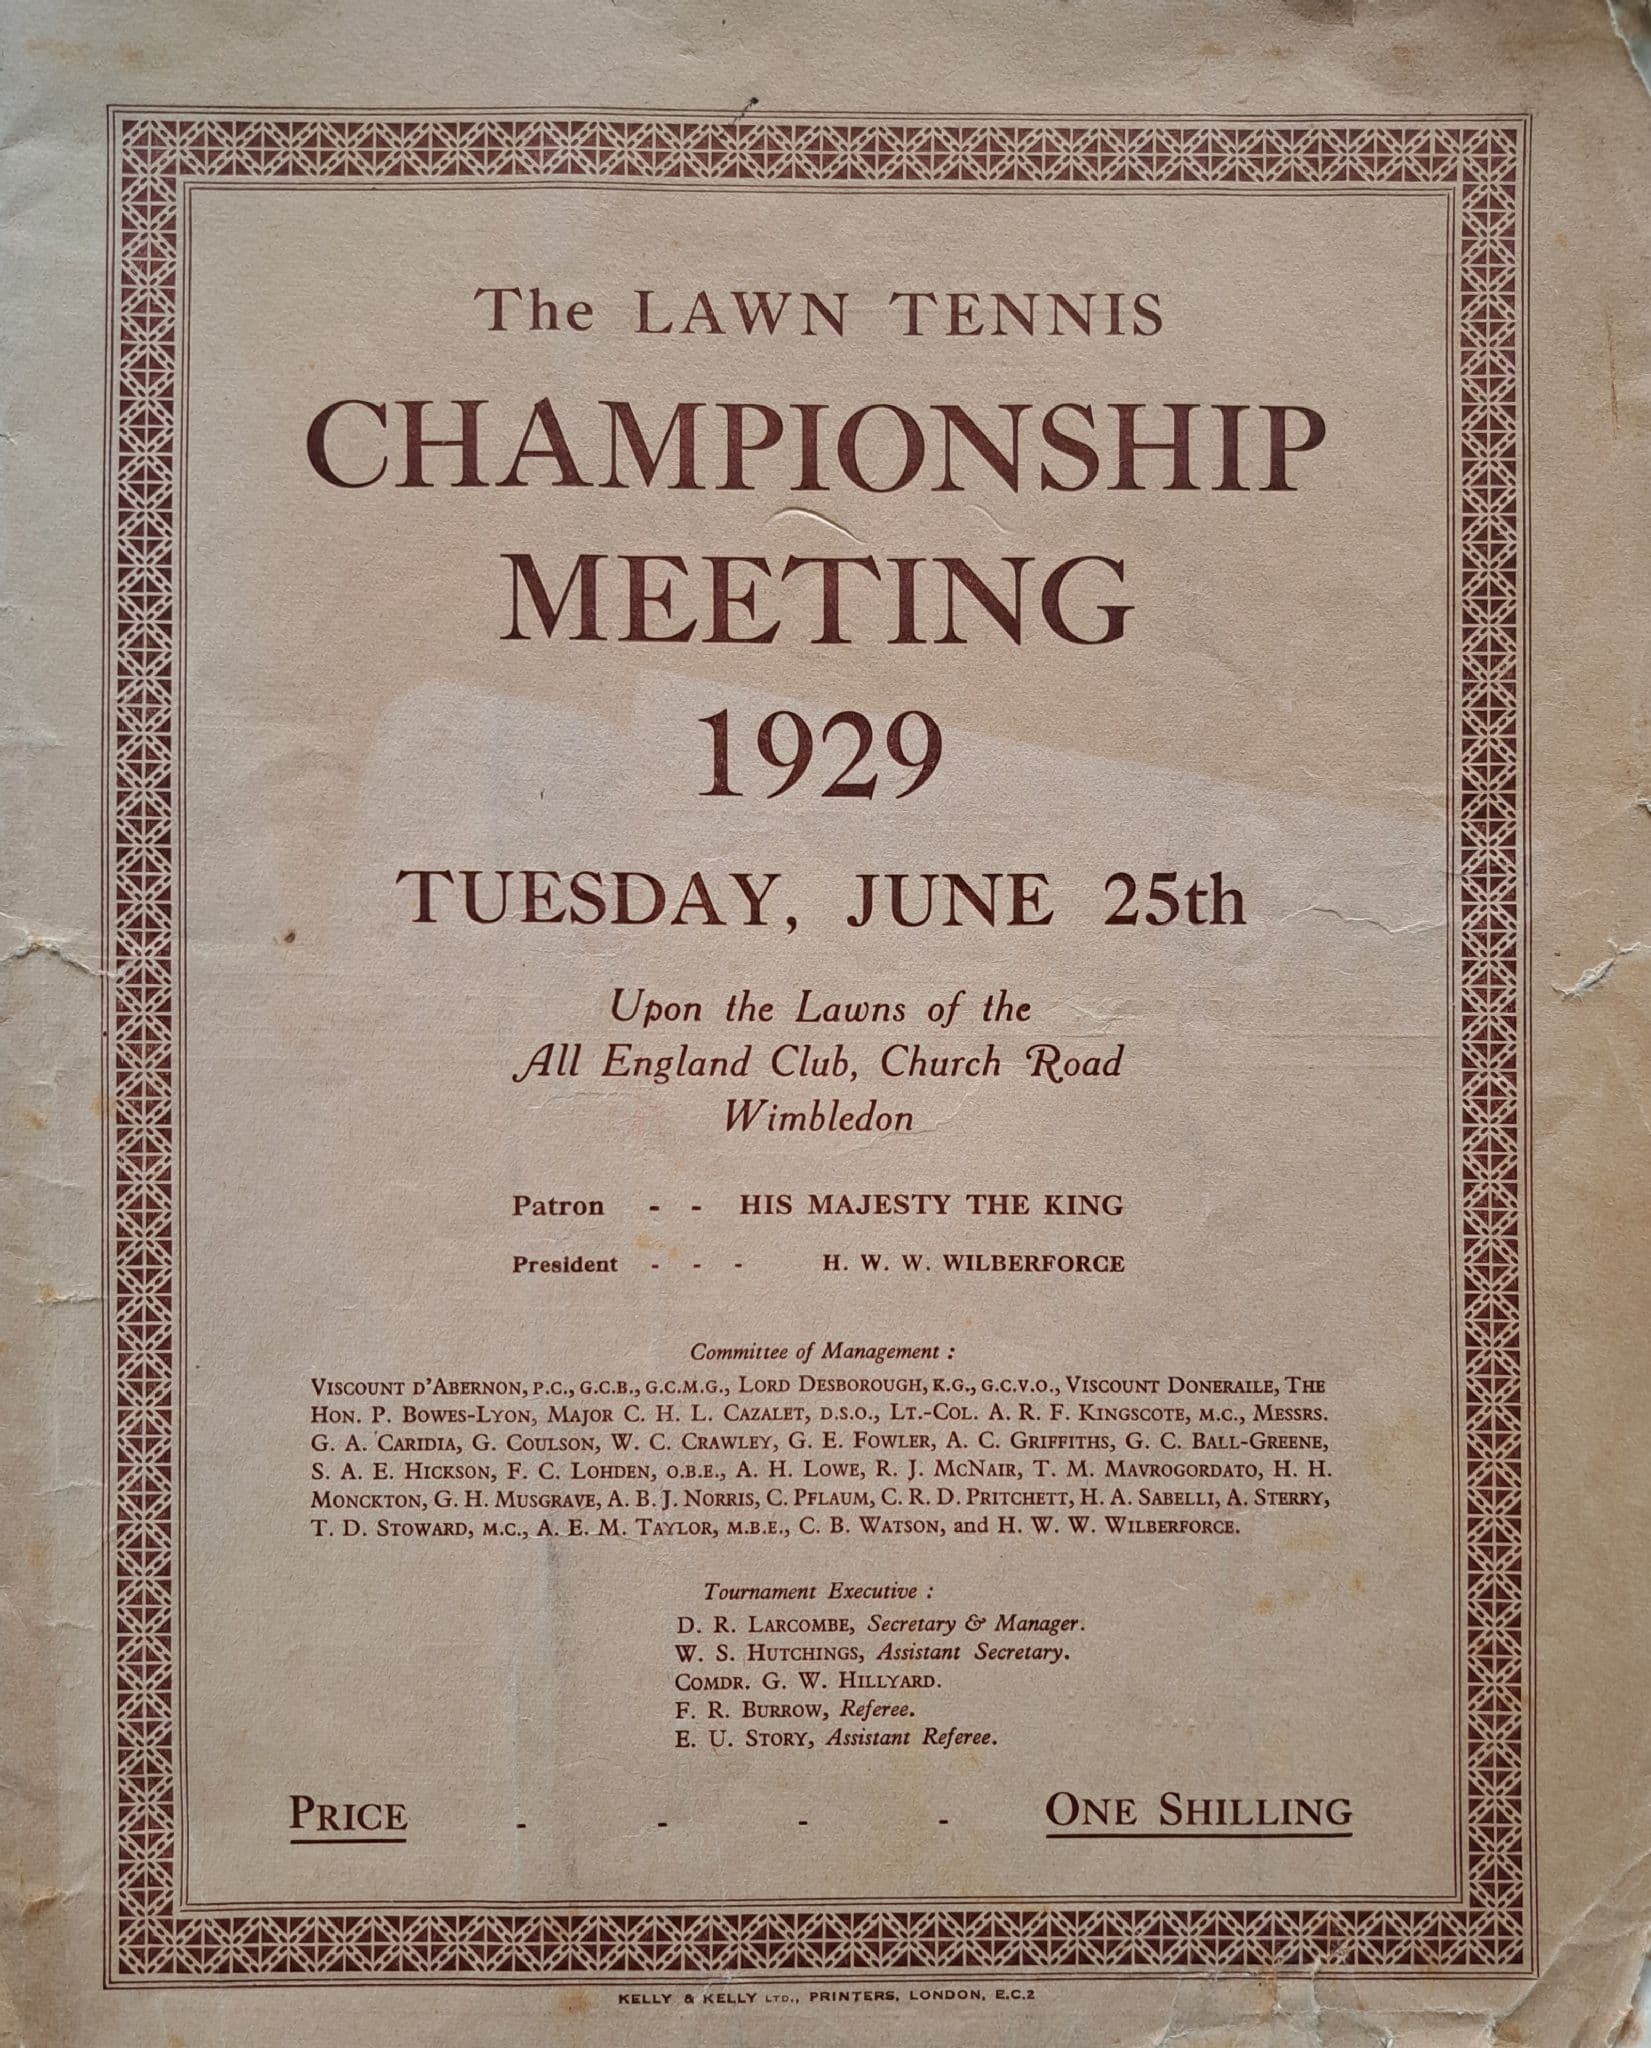 The LAWN TENNIS
CHAMPIONSHIP
MEETING
1929
TUESDAY, JUNE 25th
Upon the Lawns of the
All England Club, Church Road
Wimbledon
Patron - - HIS MAJESTY THE KING
President - - - H. W. W. WILBERFORCE
Committee of Management :
VISCOUNT D'ABERNON, P.C., G.C.B., G.C.M.G., LORD DESBOROUGH, K.G., G.C.V.O., VISCOUNT DONERAILE, THE
HON. P. BOWES-LYON, MAJOR C. H. L. CAZALET, D.S.O., LT.-COL. A. R. F. KINGSCOTE, M.C., MESSRS.
G. A. CARIDIA, G. COULSON, W. C. CRAWLEY, G. E. FOWLER, A. C. GRIFFITHS, G. C. BALL-GREENE,
S. A. E. HICKSON, F. C. LOHDEN, O.B.E., A. H. LOWE, R. J. MCNAIR, T. M. MAVROGORDATO, H. H.
MONCKTON, G. H. MUSGRAVE, A. B. J. NORRIS, C. PFLAUM, C. R. D. PRITCHETT, H. A. SABELLI, A. STERRY,
T. D. STOWARD, M.C., A. E. M. TAYLOR, M.B.E., C. B. WATSON, and H. W. W. WILBERFORCE.
Tournament Executive :
D. R. LARCOMBE, Secretary & Manager.
W. S. HUTCHINGS, Assistant Secretary.
COMDR. G. W. HILLYARD.
F. R. BURROW, Referee.
E. U. STORY, Assistant Referee.
PRICE - - - - ONE SHILLING
KELLY & KELLY LTD., PRINTERS, LONDON, E.C.2